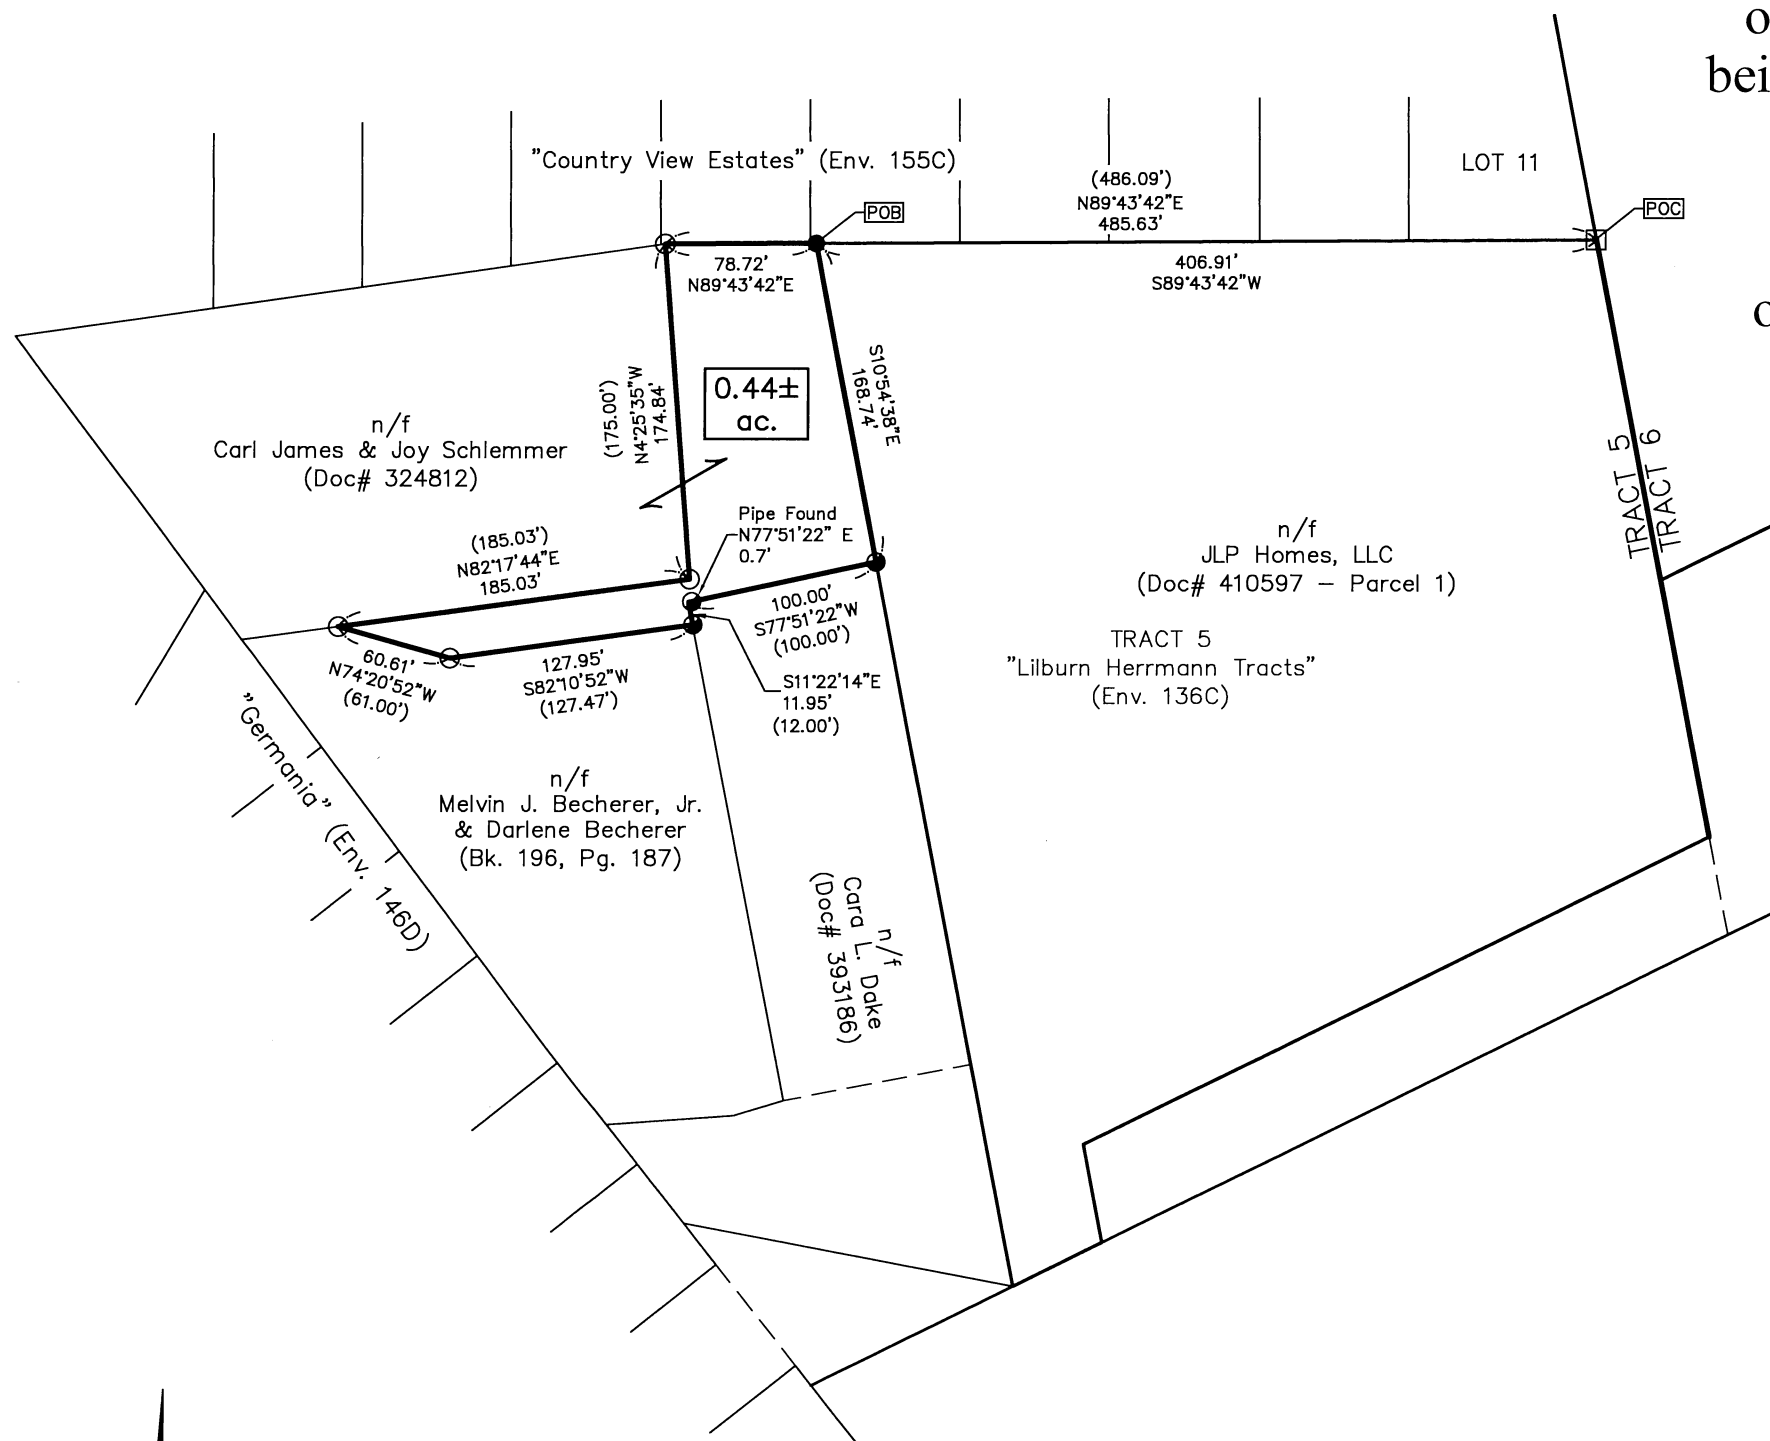 o
bei
"Country View Estates" (Env. 155C)
LOT 11
(486.09')
N89°43'42"E
485.63'
POB
POC
78.72'
N89°43'42"E
406.91'
S89°43'42"W
o
S10°54'38"E
168.74'
(175.00')
N4°25'35"W
174.84'
0.44±
ac.
n/f
Carl James & Joy Schlemmer
(Doc# 324812)
TRACT 5
TRACT 6
Pipe Found
N77°51'22" E
0.7'
(185.03')
N82°17'44"E
185.03'
n/f
JLP Homes, LLC
(Doc# 410597 – Parcel 1)
100.00'
S77°51'22"W
(100.00')
TRACT 5
"Lilburn Herrmann Tracts"
(Env. 136C)
60.61'
N74°20'52"W
(61.00')
127.95'
S82°10'52"W
(127.47')
S11°22'14"E
11.95'
(12.00')
"Germania" (Env. 146D)
n/f
Melvin J. Becherer, Jr.
& Darlene Becherer
(Bk. 196, Pg. 187)
n/f
Cara L. Dake
(Doc# 393186)